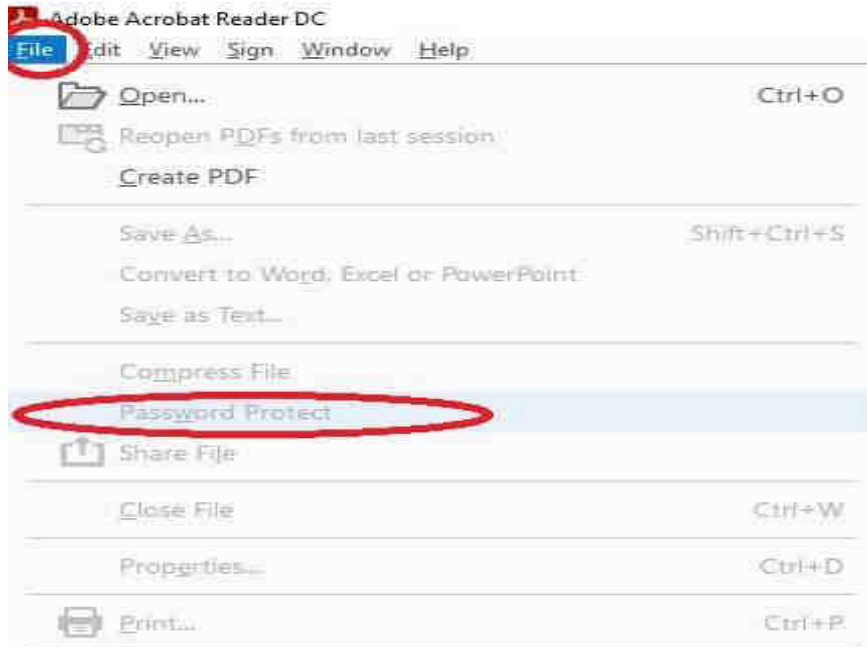 Adobe Acrobat Reader DC
File Edit View Sign Window Help
Open... Ctrl+O
Reopen PDFs from last session
Create PDF
Save As... Shift+Ctrl+S
Convert to Word, Excel or PowerPoint
Save as Text...
Compress File
Password Protect
Share File
Close File Ctrl+W
Properties... Ctrl+D
Print... Ctrl+P